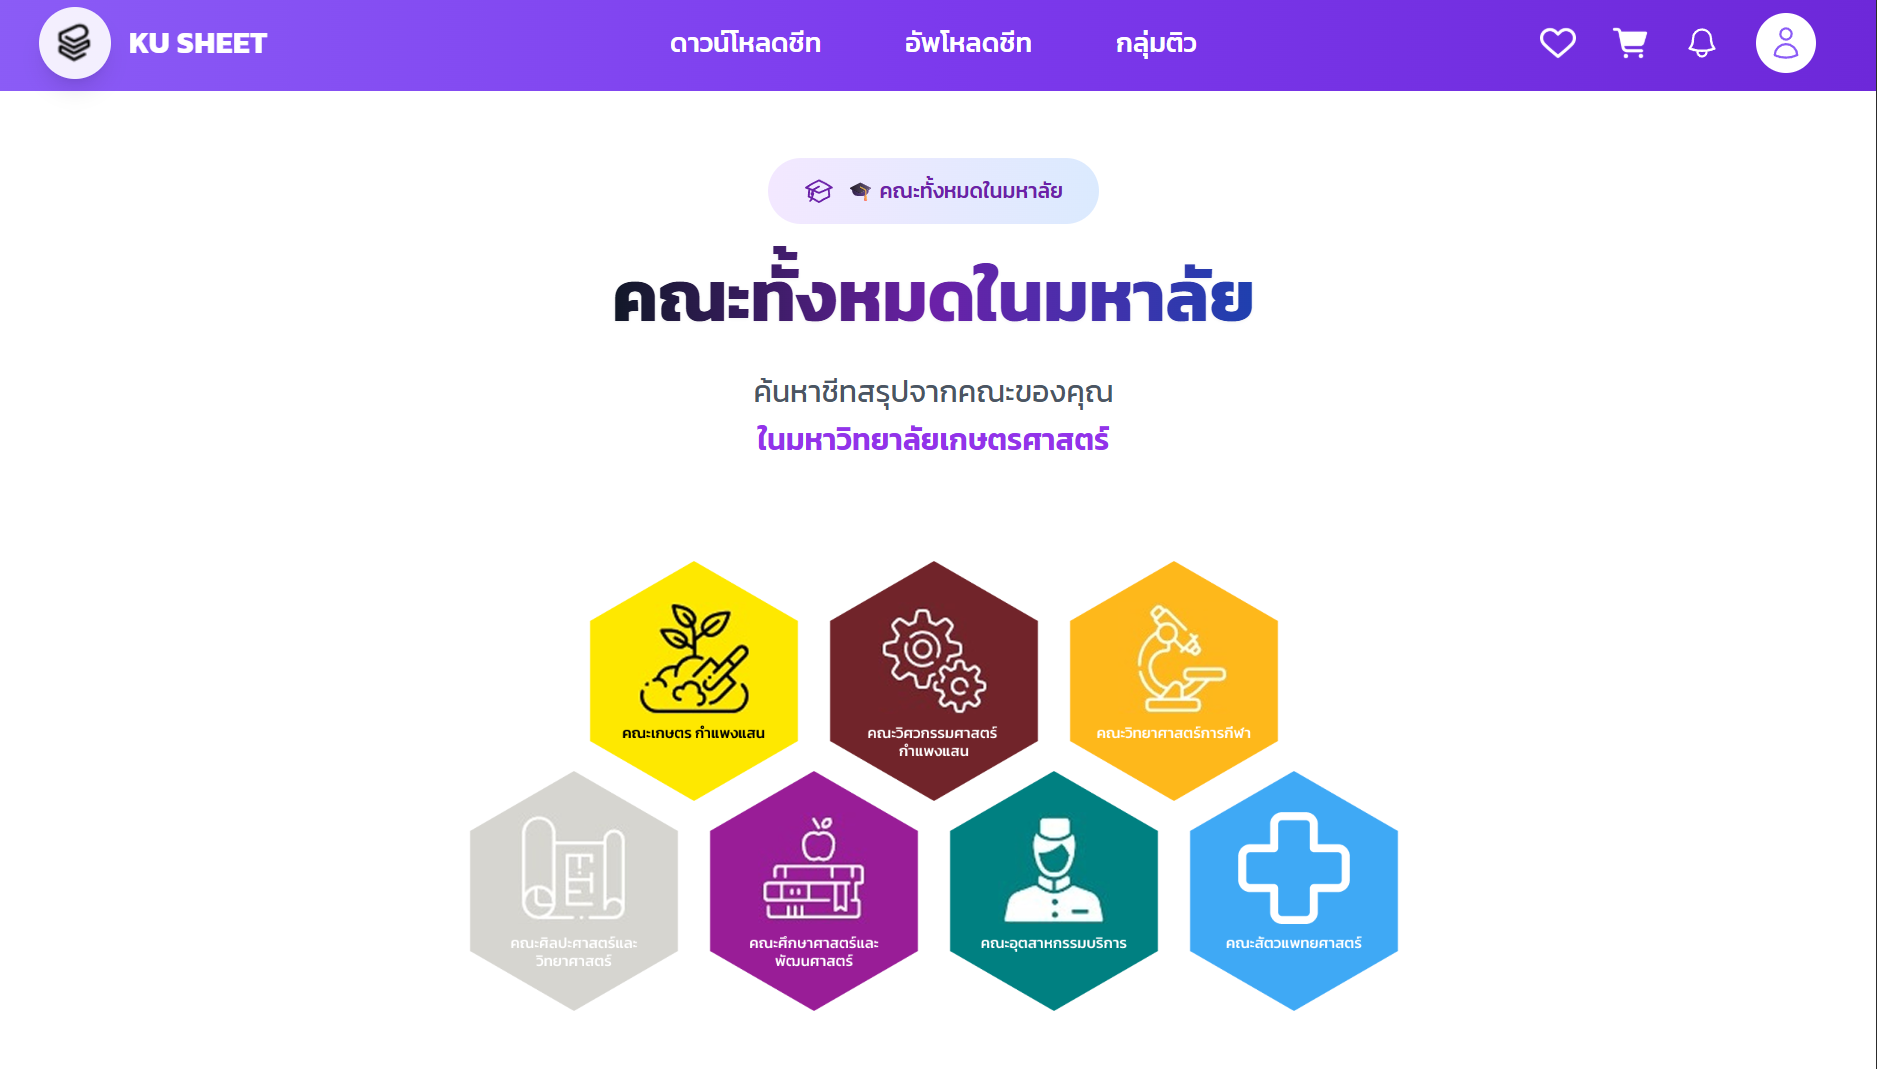 KU SHEET
ดาวน์โหลดชีท
อัพโหลดชีท
กลุ่มติว
🎓 คณะทั้งหมดในมหาลัย
คณะทั้งหมดในมหาลัย
ค้นหาชีทสรุปจากคณะของคุณ
ในมหาวิทยาลัยเกษตรศาสตร์
คณะเกษตร กำแพงแสน
คณะวิศวกรรมศาสตร์
กำแพงแสน
คณะวิทยาศาสตร์การกีฬา
คณะศิลปะศาสตร์และ
วิทยาศาสตร์
คณะศึกษาศาสตร์และ
พัฒนศาสตร์
คณะอุตสาหกรรมบริการ
คณะสัตวแพทยศาสตร์